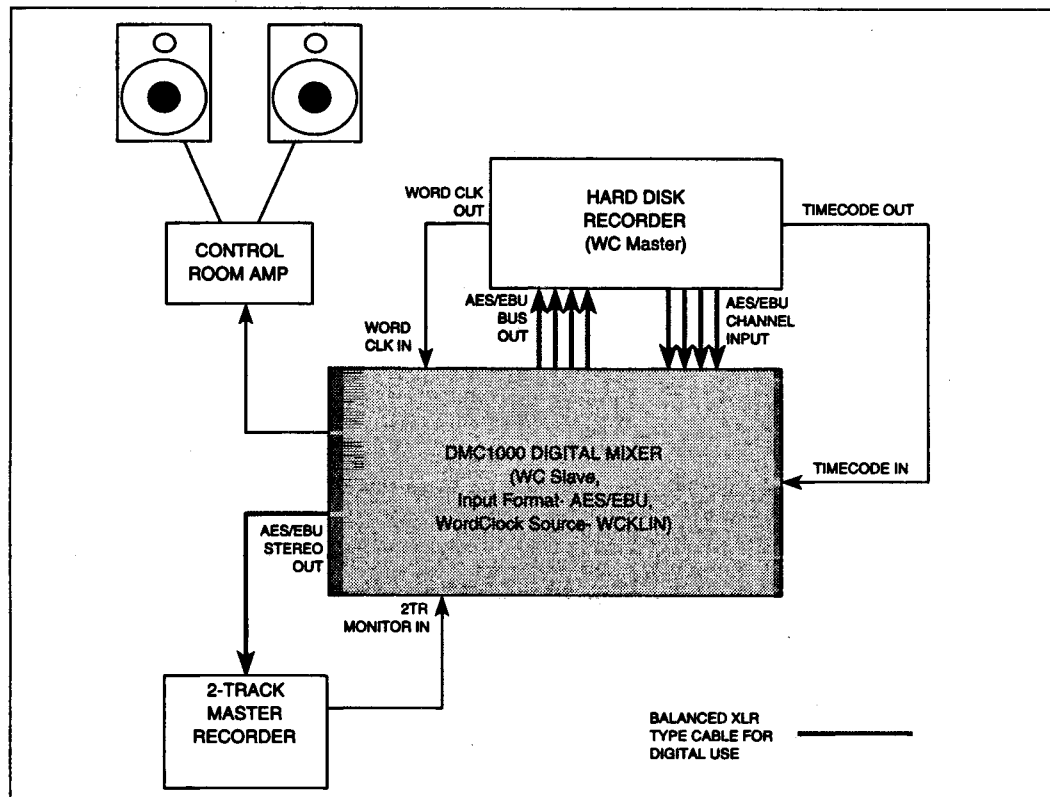 WORD CLK
OUT
HARD DISK
RECORDER
(WC Master)
TIMECODE OUT
CONTROL
ROOM AMP
AES/EBU
BUS
OUT
AES/EBU
CHANNEL
INPUT
WORD
CLK IN
DMC1000 DIGITAL MIXER
(WC Slave,
Input Format- AES/EBU,
WordClock Source- WCKLIN)
TIMECODE IN
AES/EBU
STEREO
OUT
2TR
MONITOR IN
2-TRACK
MASTER
RECORDER
BALANCED XLR
TYPE CABLE FOR
DIGITAL USE